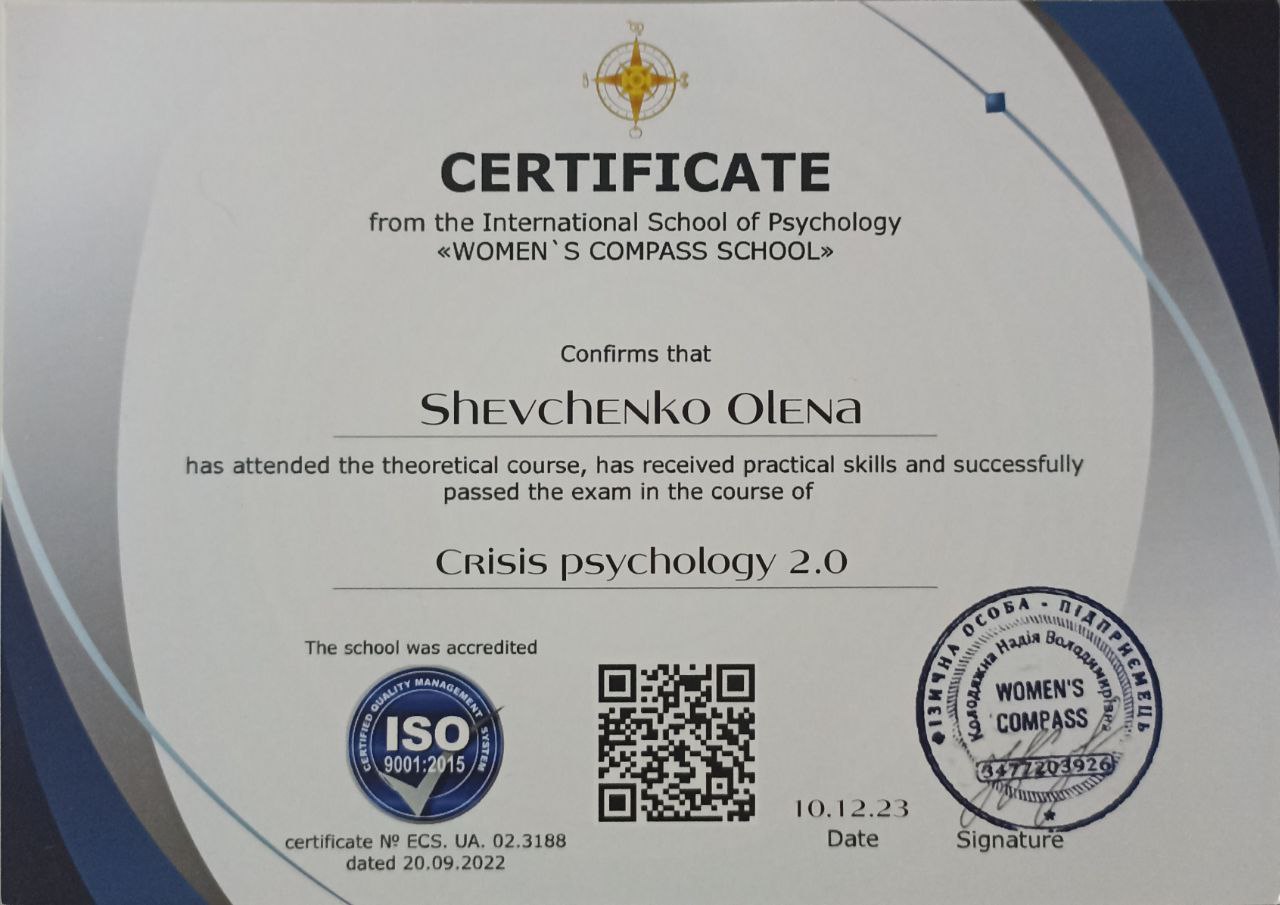 CERTIFICATE
from the International School of Psychology
«WOMEN`S COMPASS SCHOOL»
Confirms that
Shevchenko Olena
has attended the theoretical course, has received practical skills and successfully
passed the exam in the course of
Crisis psychology 2.0
The school was accredited
CERTIFIED QUALITY MANAGEMENT SYSTEM
ISO
9001:2015
certificate № ECS. UA. 02.3188
dated 20.09.2022
10.12.23
Date
ФІЗИЧНА ОСОБА - ПІДПРИЄМЕЦЬ
Колодяжна Надія Володимирівна
WOMEN'S
COMPASS
3477203926
Signature